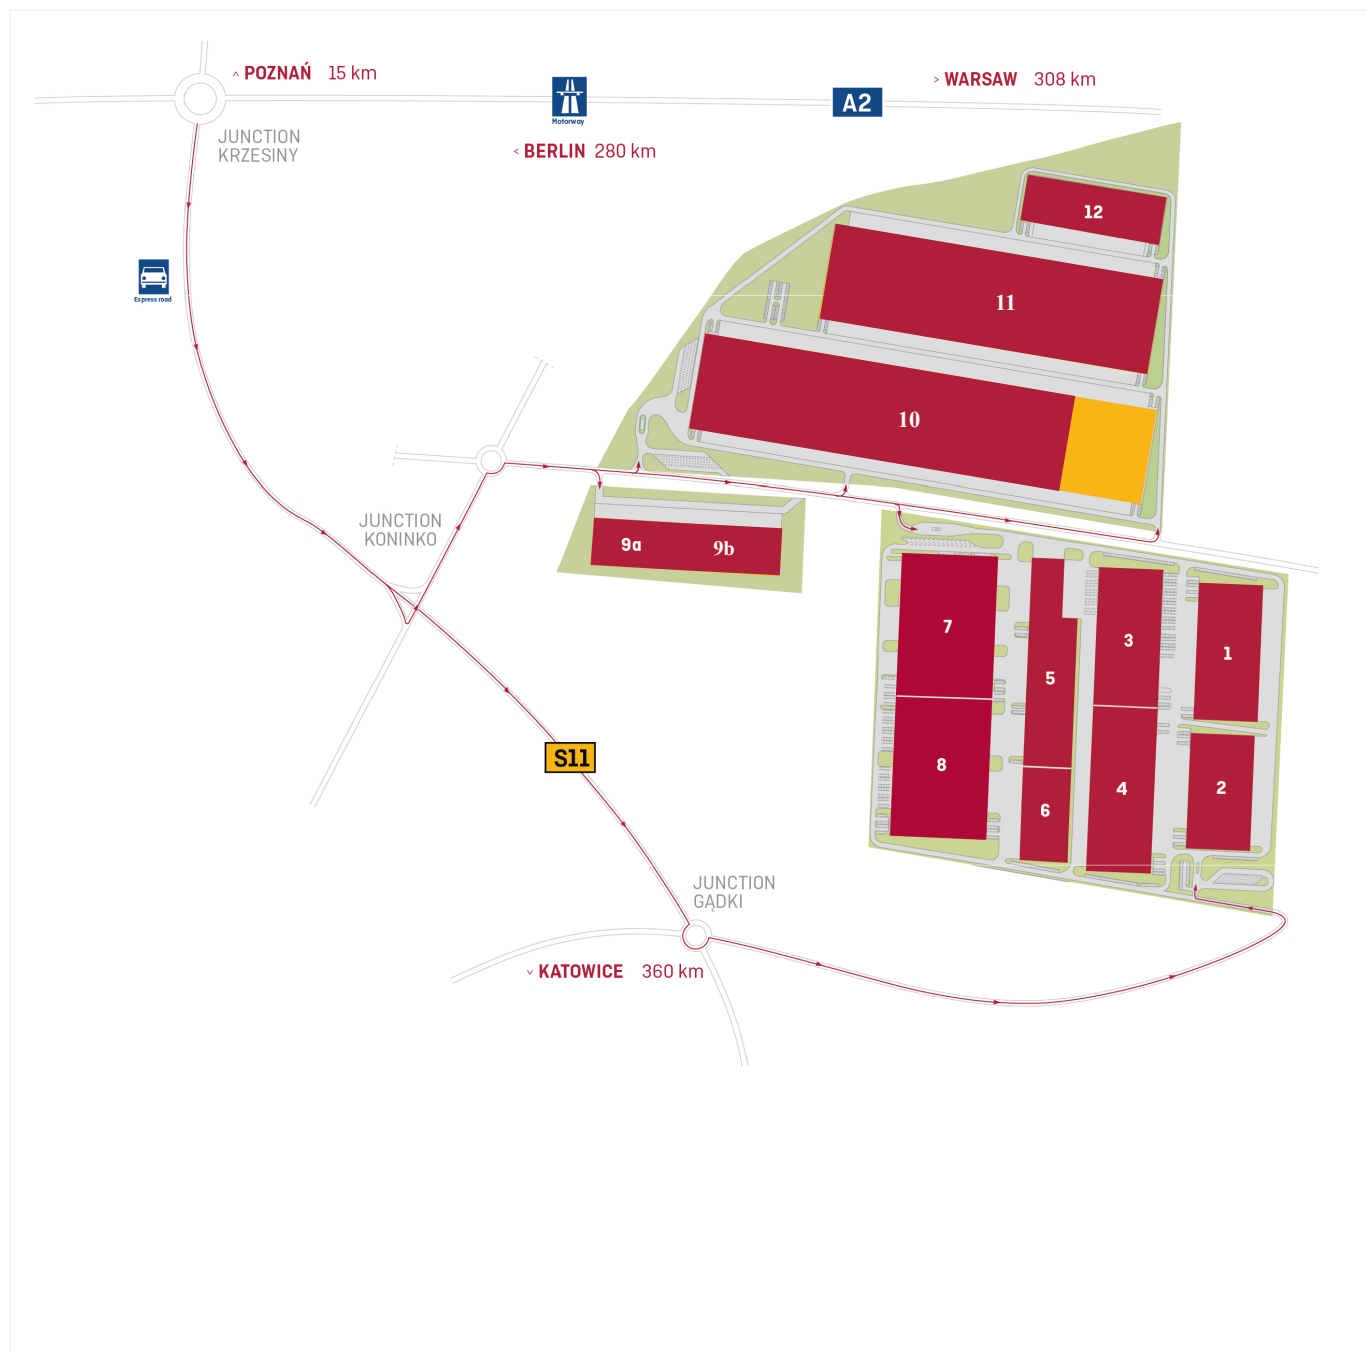 ^ POZNAŃ 15 km
> WARSAW 308 km
A2
Motorway
JUNCTION
KRZESINY
< BERLIN 280 km
12
Express road
11
10
JUNCTION
KONINKO
9a
9b
7
3
1
5
S11
8
4
2
6
JUNCTION
GĄDKI
˅ KATOWICE 360 km